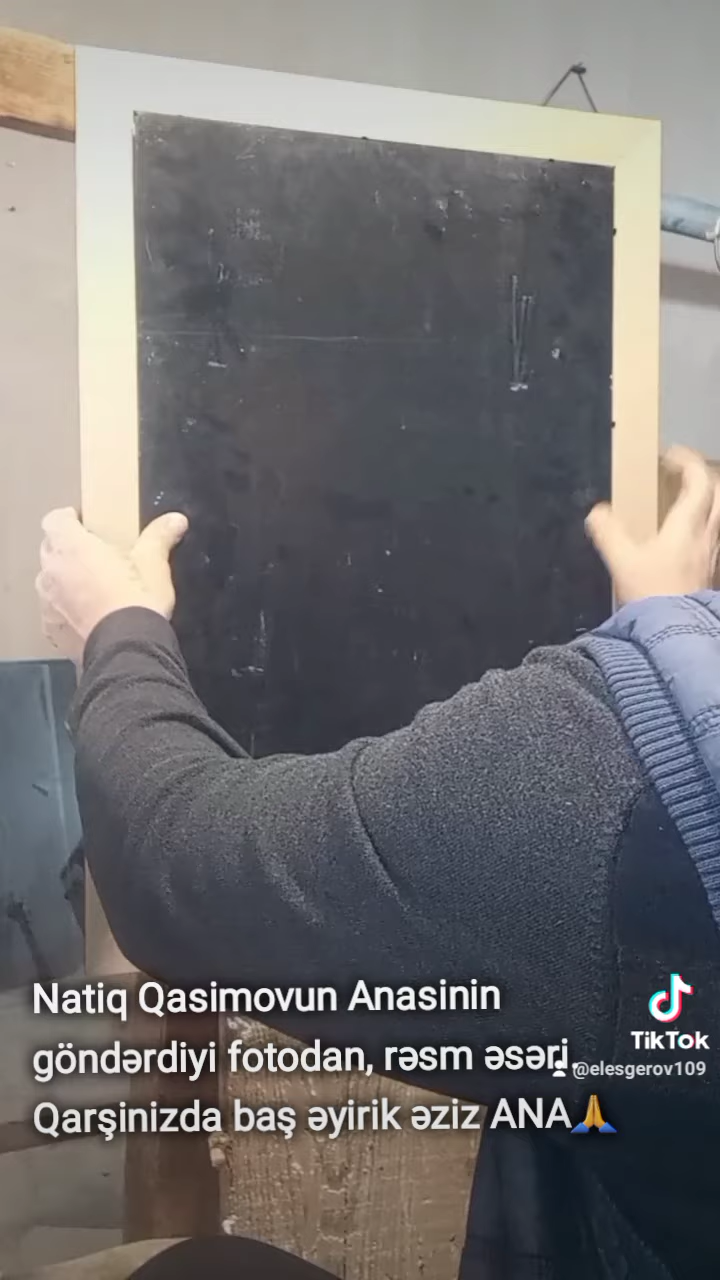 Natiq Qasimovun Anasinin
göndərdiyi fotodan, rəsm əsəri.
Qarşinizda baş əyirik əziz ANA🙏
TikTok
@elesgerov109